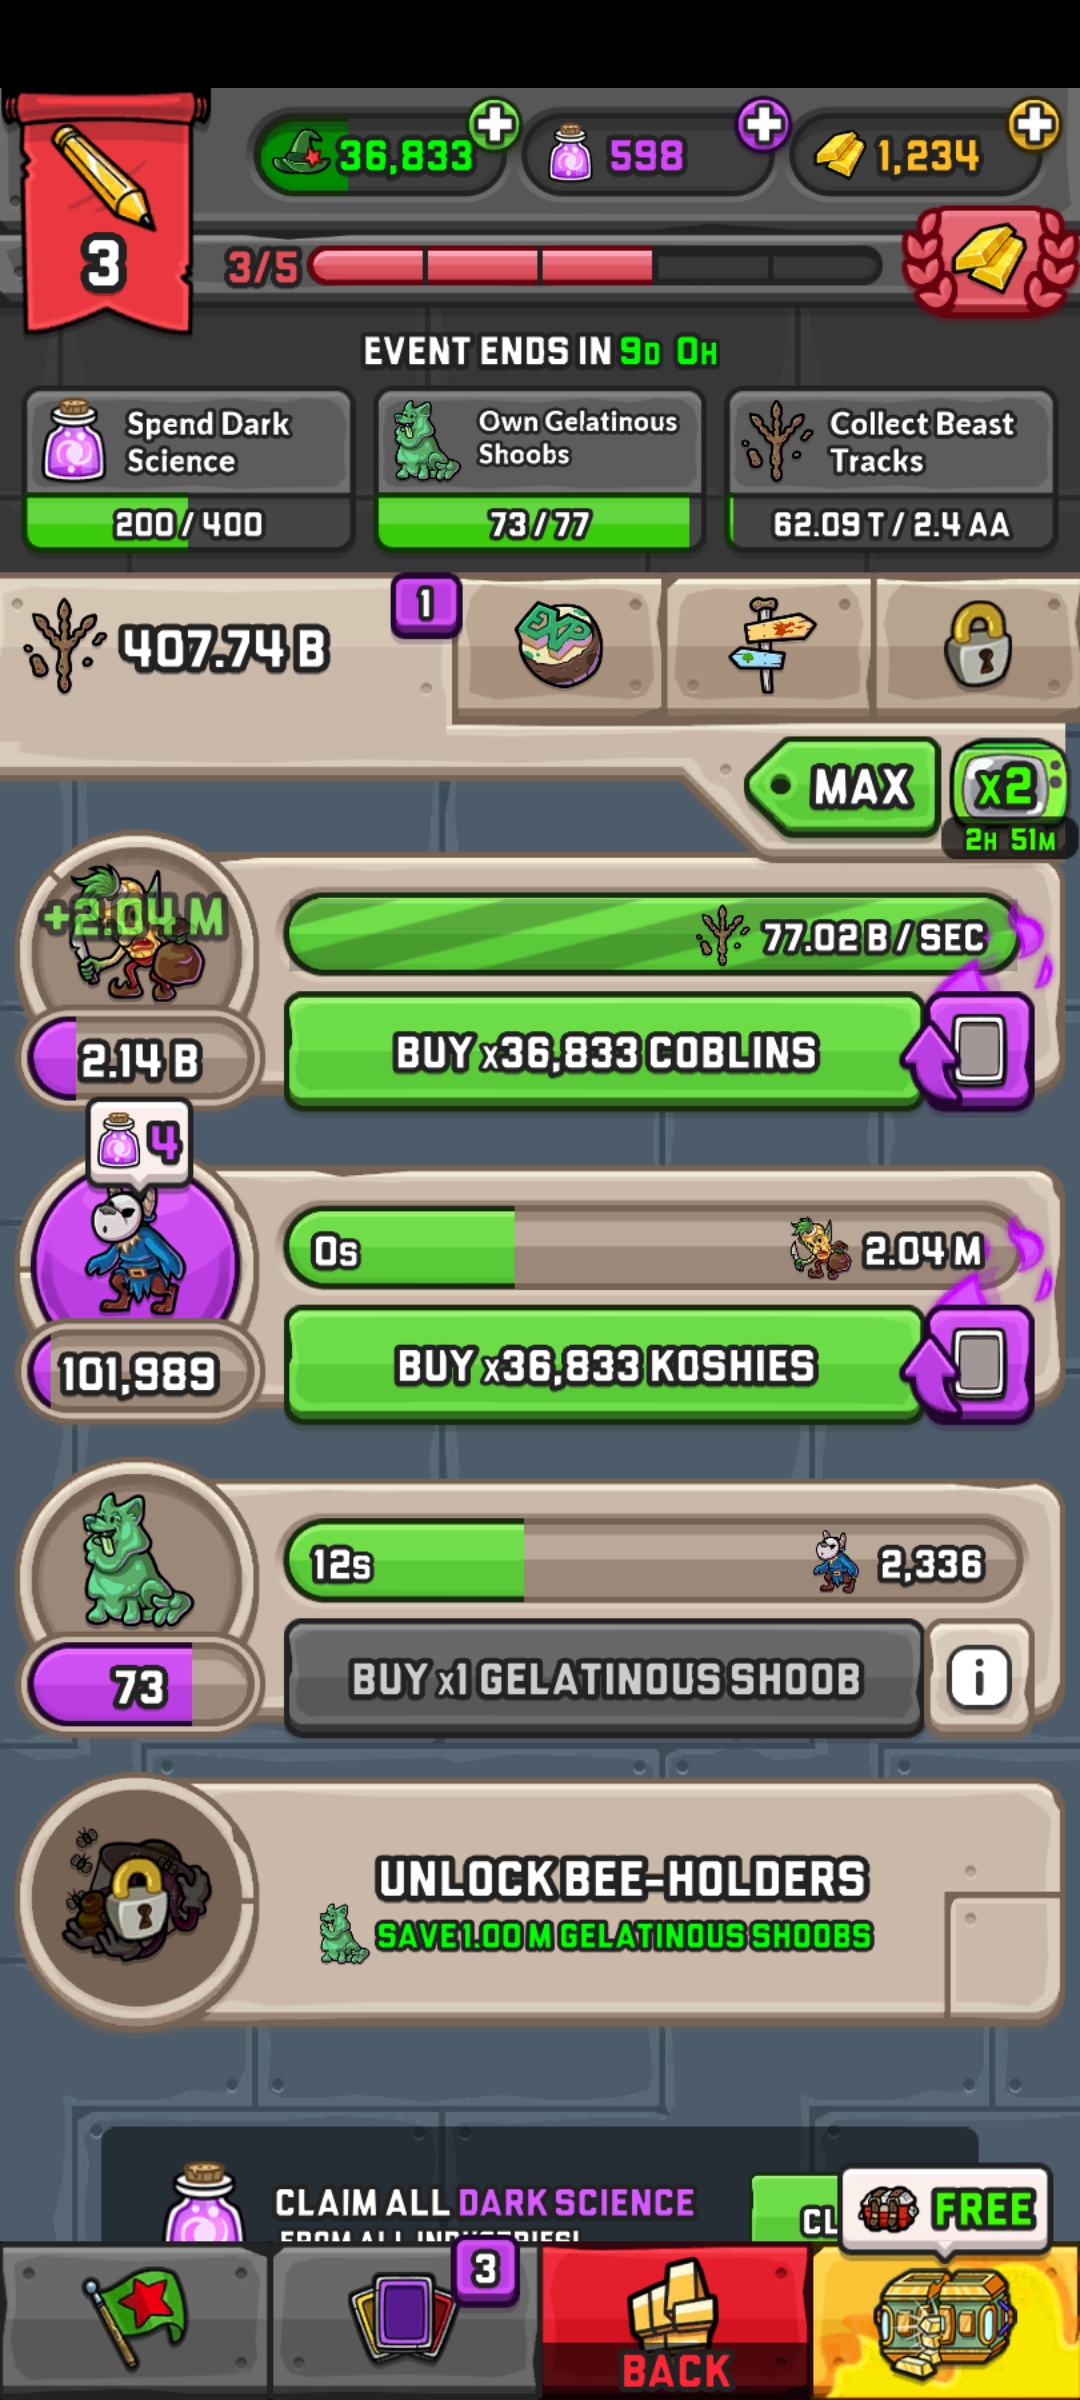 36,833
598
1,234
3
3/5
EVENT ENDS IN 9D 0H
Spend Dark
Science
200 / 400
Own Gelatinous
Shoobs
73 / 77
Collect Beast
Tracks
62.09 T / 2.4 AA
407.74 B
1
EXP
MAX
x2
2H 51M
+2.04 M
77.02 B / SEC
2.14 B
BUY x36,833 COBLINS
4
0s
2.04 M
101,989
BUY x36,833 KOSHIES
12s
2,336
73
BUY x1 GELATINOUS SHOOB
i
UNLOCK BEE-HOLDERS
SAVE 1.00 M GELATINOUS SHOOBS
CLAIM ALL DARK SCIENCE
FROM ALL INDUSTRIES!
CL
FREE
3
BACK